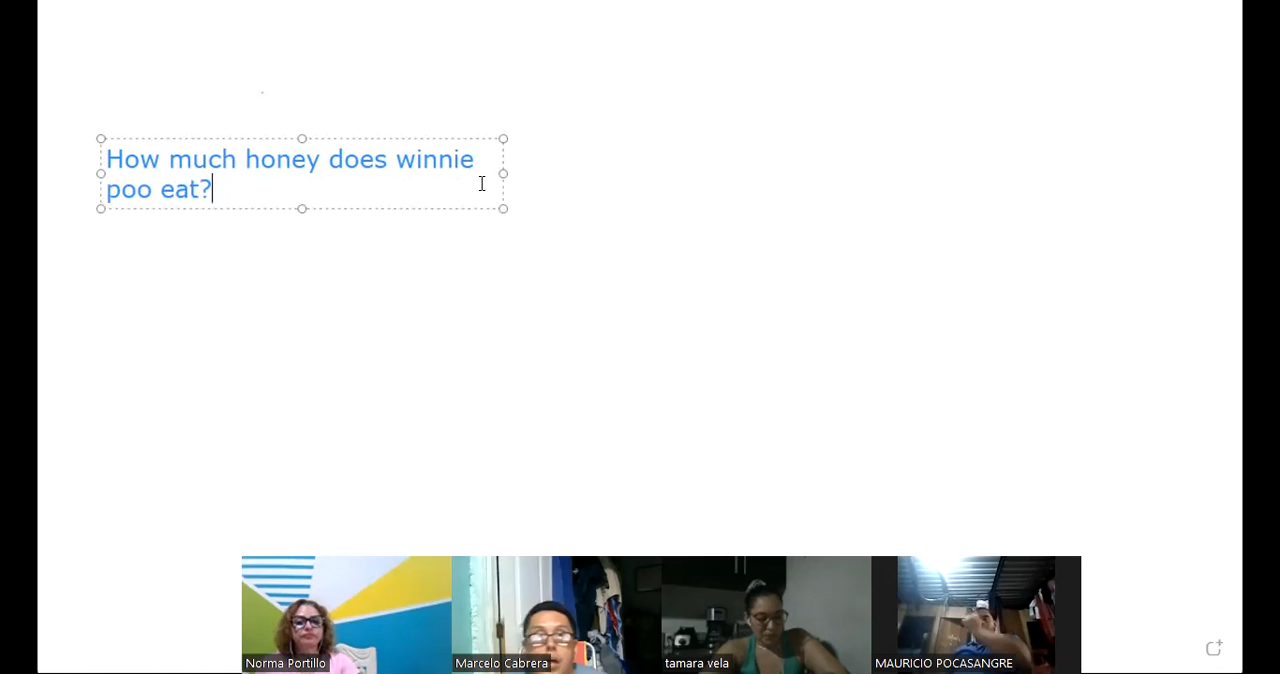 How much honey does winnie
poo eat?
Norma Portillo
Marcelo Cabrera
tamara vela
MAURICIO POCASANGRE